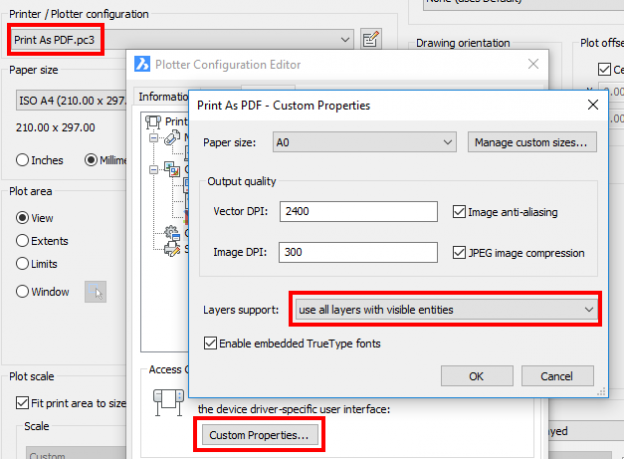 None (uses Default)
Printer / Plotter configuration
Print As PDF.pc3
Drawing orientation
Plot offse
Paper size
ISO A4 (210.00 x 297.
210.00 x 297.00
Inches
Millime
Plot area
View
Extents
Limits
Window
Plot scale
Fit print area to size
Scale
Custom
Ce
Plotter Configuration Editor
Informatio
Print
Access C
the device driver-specific user interface:
Custom Properties...
Print As PDF - Custom Properties
Paper size:
A0
Manage custom sizes...
Output quality
Vector DPI:
2400
Image anti-aliasing
Image DPI:
300
JPEG image compression
Layers support:
use all layers with visible entities
Enable embedded TrueType fonts
OK
Cancel
ayed